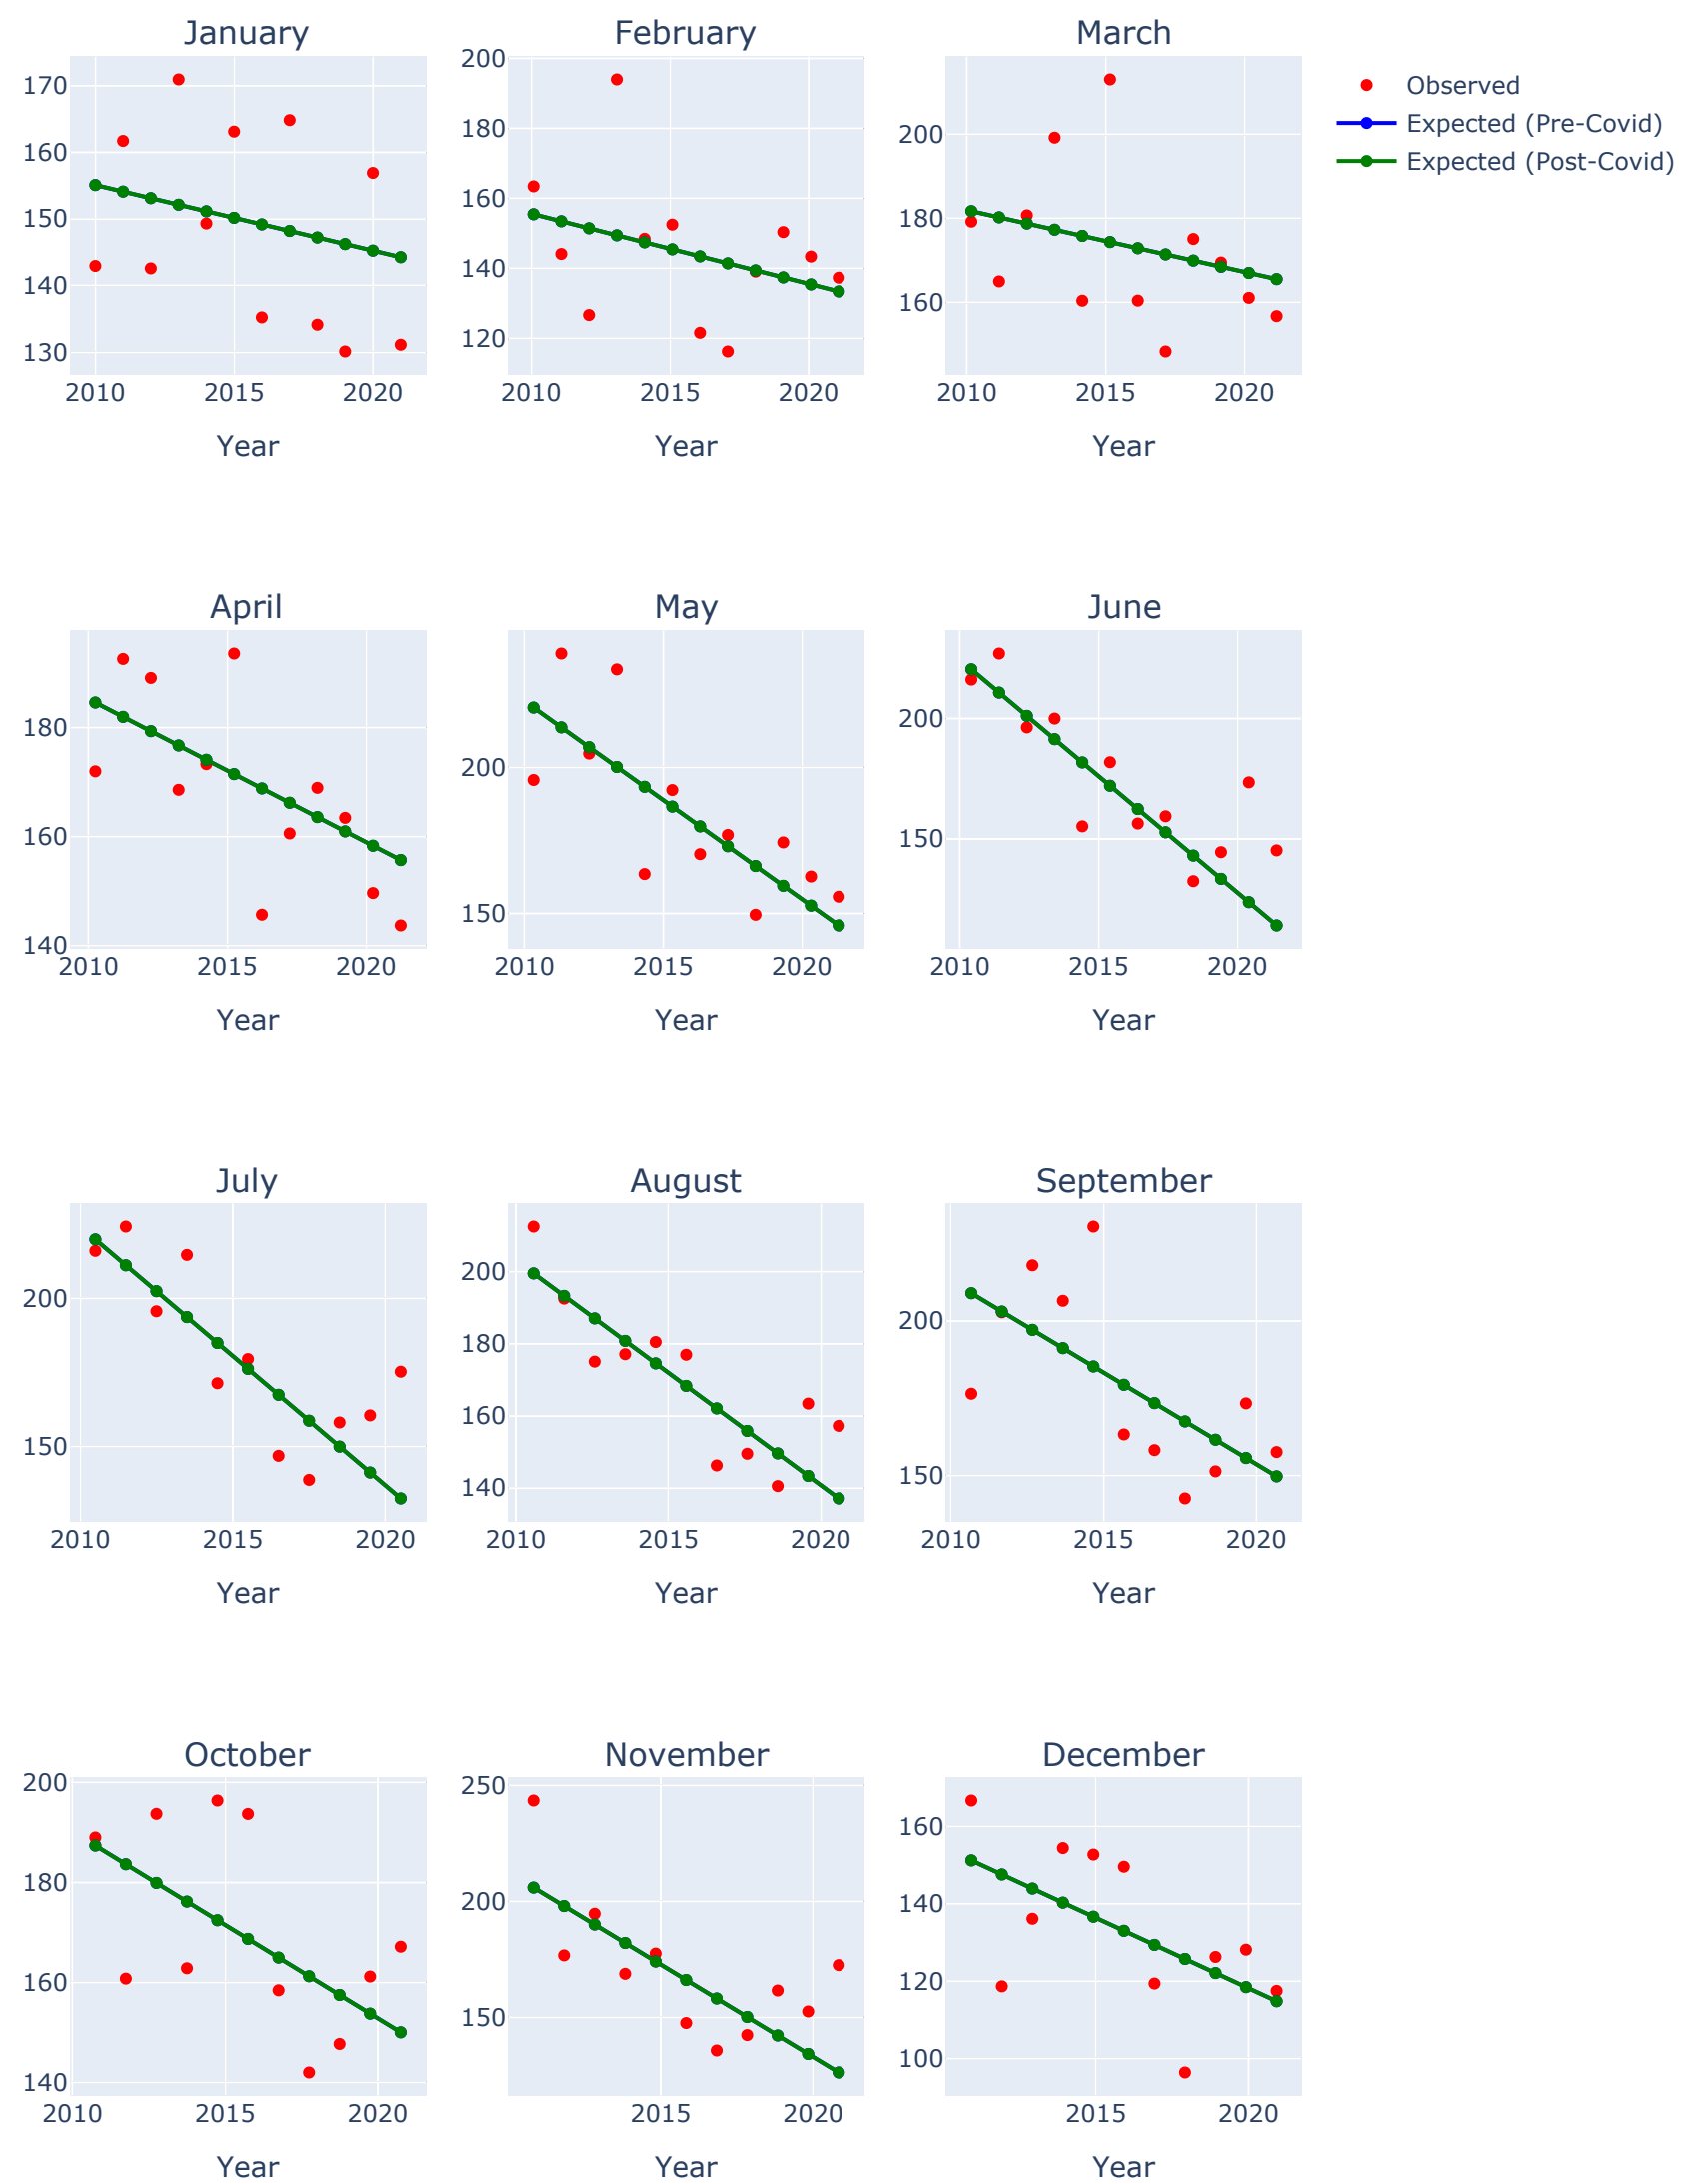 January
February
March
170
160
150
140
130
2010
2015
2020
Year
200
180
160
140
120
2010
2015
2020
Year
200
180
160
2010
2015
2020
Year
Observed
Expected (Pre-Covid)
Expected (Post-Covid)
April
May
June
180
160
140
2010
2015
2020
Year
200
150
2010
2015
2020
Year
200
150
2010
2015
2020
Year
July
August
September
200
150
2010
2015
2020
Year
200
180
160
140
2010
2015
2020
Year
200
150
2010
2015
2020
Year
October
November
December
200
180
160
140
2010
2015
2020
Year
250
200
150
2015
2020
Year
160
140
120
100
2015
2020
Year